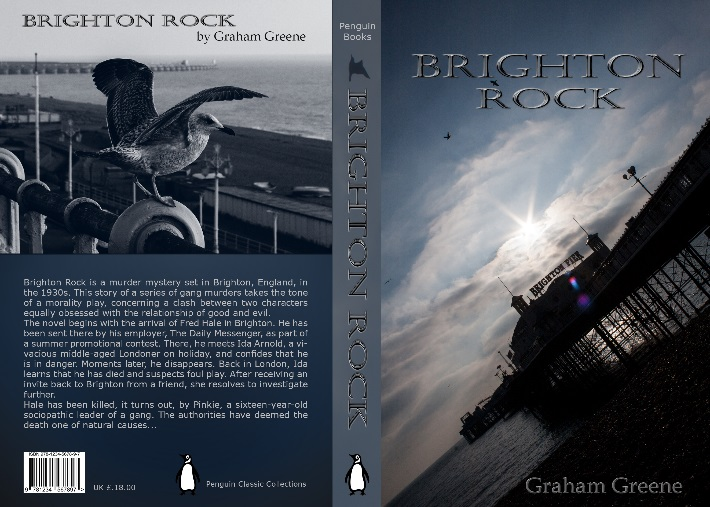 BRIGHTON ROCK
by Graham Greene
Brighton Rock is a murder mystery set in Brighton, England, in
the 1930s. This story of a series of gang murders takes the tone
of a morality play, concerning a clash between two characters
equally obsessed with the relationship of good and evil.
The novel begins with the arrival of Fred Hale in Brighton. He has
been sent there by his employer, The Daily Messenger, as part of
a summer promotional contest. There, he meets Ida Arnold, a vi-
vacious middle-aged Londoner on holiday, and confides that he
is in danger. Moments later, he disappears. Back in London, Ida
learns that he has died and suspects foul play. After receiving an
invite back to Brighton from a friend, she resolves to investigate
further.
Hale has been killed, it turns out, by Pinkie, a sixteen-year-old
sociopathic leader of a gang. The authorities have deemed the
death one of natural causes...
UK £.18.00
Penguin Classic Collections
Penguin
Books
BRIGHTON ROCK
BRIGHTON
ROCK
BRIGHTON PIER
Graham Greene